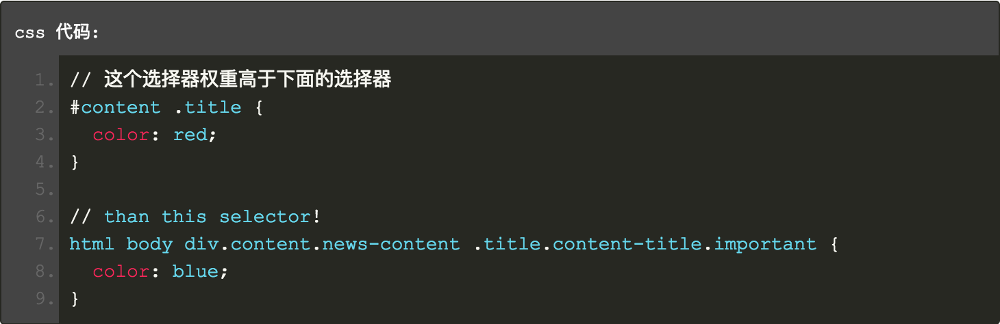 css 代码:
1. // 这个选择器权重高于下面的选择器
2. #content .title {
3.   color: red;
4. }
5.
6. // than this selector!
7. html body div.content.news-content .title.content-title.important {
8.   color: blue;
9. }